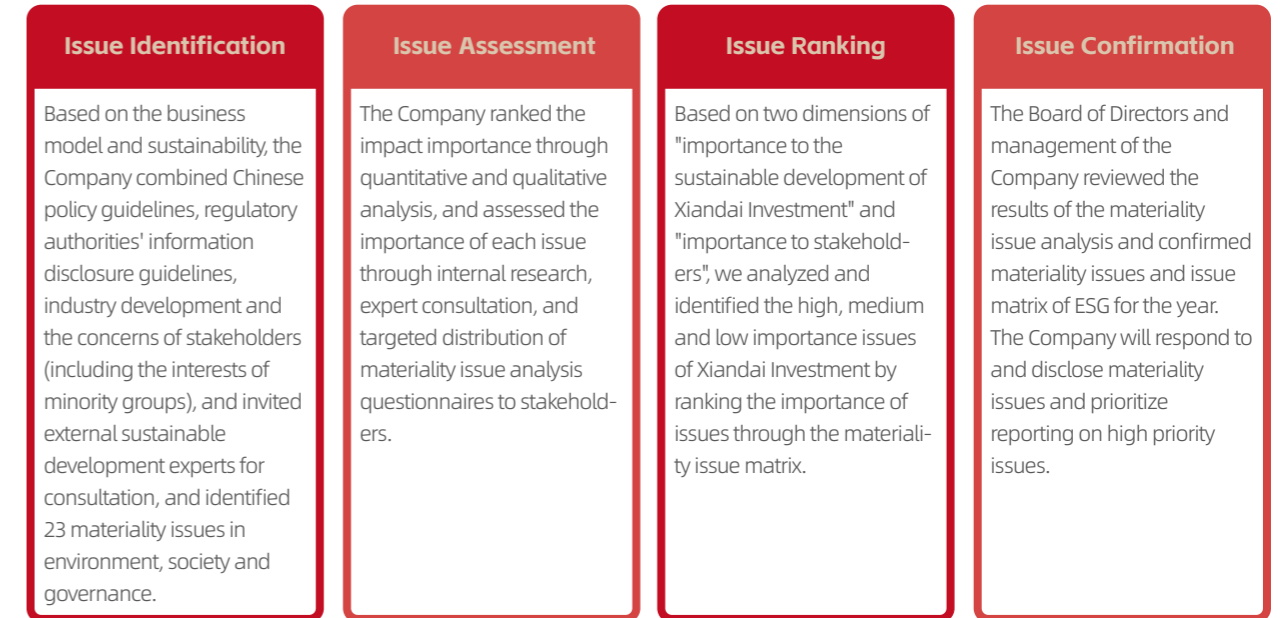 Issue Identification
Based on the business
model and sustainability, the
Company combined Chinese
policy guidelines, regulatory
authorities' information
disclosure guidelines,
industry development and
the concerns of stakeholders
(including the interests of
minority groups), and invited
external sustainable
development experts for
consultation, and identified
23 materiality issues in
environment, society and
governance.
Issue Assessment
The Company ranked the
impact importance through
quantitative and qualitative
analysis, and assessed the
importance of each issue
through internal research,
expert consultation, and
targeted distribution of
materiality issue analysis
questionnaires to stakehold-
ers.
Issue Ranking
Based on two dimensions of
"importance to the
sustainable development of
Xiandai Investment" and
"importance to stakehold-
ers", we analyzed and
identified the high, medium
and low importance issues
of Xiandai Investment by
ranking the importance of
issues through the materiali-
ty issue matrix.
Issue Confirmation
The Board of Directors and
management of the
Company reviewed the
results of the materiality
issue analysis and confirmed
materiality issues and issue
matrix of ESG for the year.
The Company will respond to
and disclose materiality
issues and prioritize
reporting on high priority
issues.